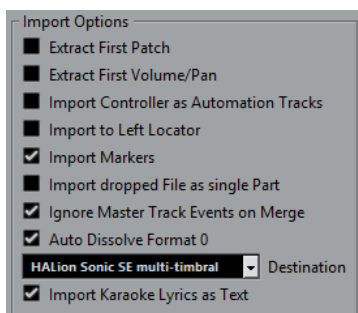 Import Options
Extract First Patch
Extract First Volume/Pan
Import Controller as Automation Tracks
Import to Left Locator
Import Markers
Import dropped File as single Part
Ignore Master Track Events on Merge
Auto Dissolve Format 0
HALion Sonic SE multi-timbral Destination
Import Karaoke Lyrics as Text